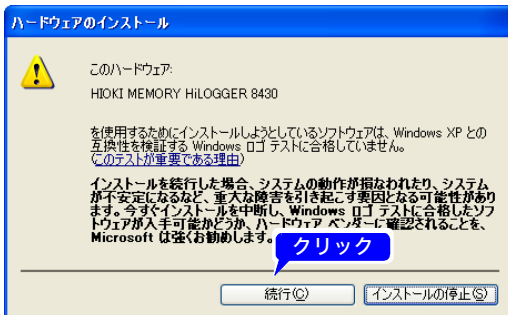 ハードウェアのインストール
このハードウェア:
HIOKI MEMORY HiLOGGER 8430
を使用するためにインストールしようとしているソフトウェアは、Windows XP との
互換性を検証する Windows ロゴ テストに合格していません。
(このテストが重要である理由)
インストールを続行した場合、システムの動作が損なわれたり、システム
が不安定になるなど、重大な障害を引き起こす要因となる可能性があり
ます。今すぐインストールを中断し、Windows ロゴ テストに合格したソフ
トウェアが入手可能かどうか、ハードウェア ベンダーに確認されることを、
Microsoft は強くお勧めします。
クリック
続行(C)
インストールの停止(S)